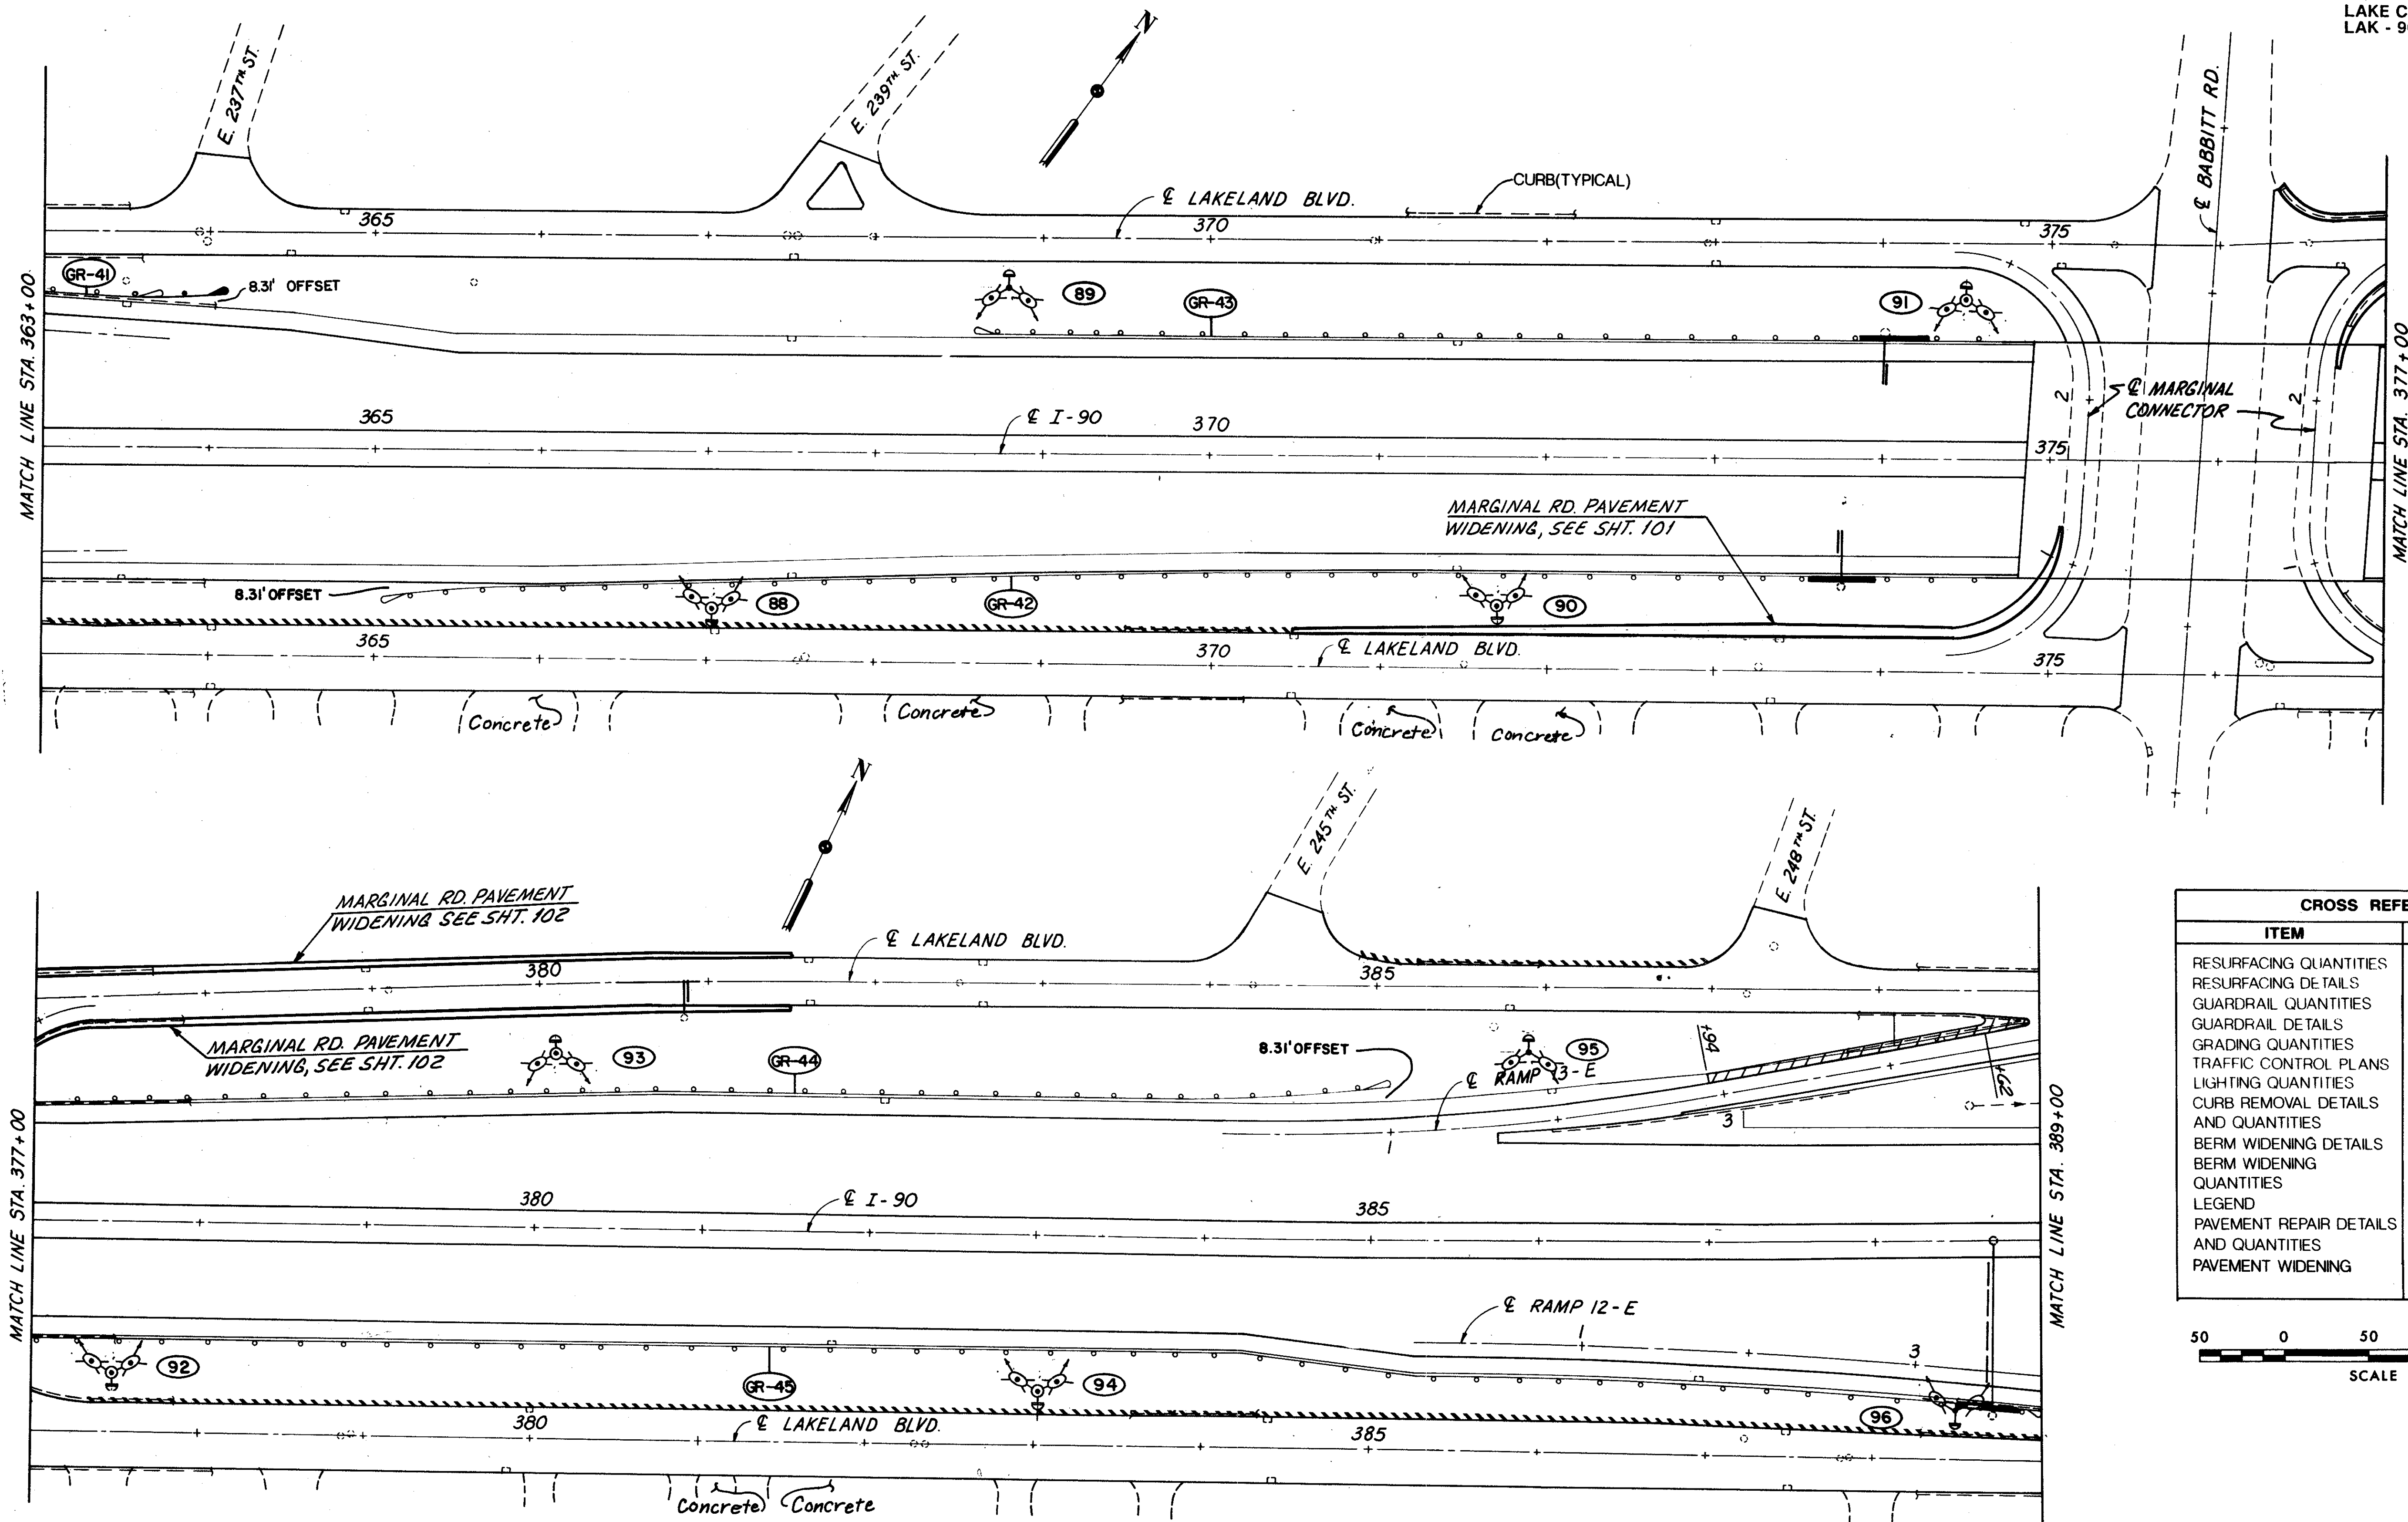 LAKE C
LAK - 9
E. 237TH ST.
E. 239TH ST.
N
℄ BABBITT RD.
CURB(TYPICAL)
℄ LAKELAND BLVD.
365
370
375
GR-41
8.31' OFFSET
89
GR-43
91
MATCH LINE STA. 363+00
MATCH LINE STA. 377+00
℄ MARGINAL
CONNECTOR
2
2
365
℄ I-90
370
375
MARGINAL RD. PAVEMENT
WIDENING, SEE SHT. 101
8.31' OFFSET
88
GR-42
90
1
1
365
370
℄ LAKELAND BLVD.
375
Concrete
Concrete
Concrete
Concrete
N
E. 245TH ST.
E. 248TH ST.
MARGINAL RD. PAVEMENT
WIDENING SEE SHT. 102
℄ LAKELAND BLVD.
380
385
MARGINAL RD. PAVEMENT
WIDENING, SEE SHT. 102
93
GR-44
8.31' OFFSET
95
℄ RAMP 13-E
+94
+62
1
3
MATCH LINE STA. 377+00
MATCH LINE STA. 389+00
380
℄ I-90
385
℄ RAMP 12-E
1
3
92
GR-45
94
96
380
℄ LAKELAND BLVD.
385
Concrete
Concrete
CROSS REFE
ITEM
RESURFACING QUANTITIES
RESURFACING DETAILS
GUARDRAIL QUANTITIES
GUARDRAIL DETAILS
GRADING QUANTITIES
TRAFFIC CONTROL PLANS
LIGHTING QUANTITIES
CURB REMOVAL DETAILS
AND QUANTITIES
BERM WIDENING DETAILS
BERM WIDENING
QUANTITIES
LEGEND
PAVEMENT REPAIR DETAILS
AND QUANTITIES
PAVEMENT WIDENING
50 0 50
SCALE